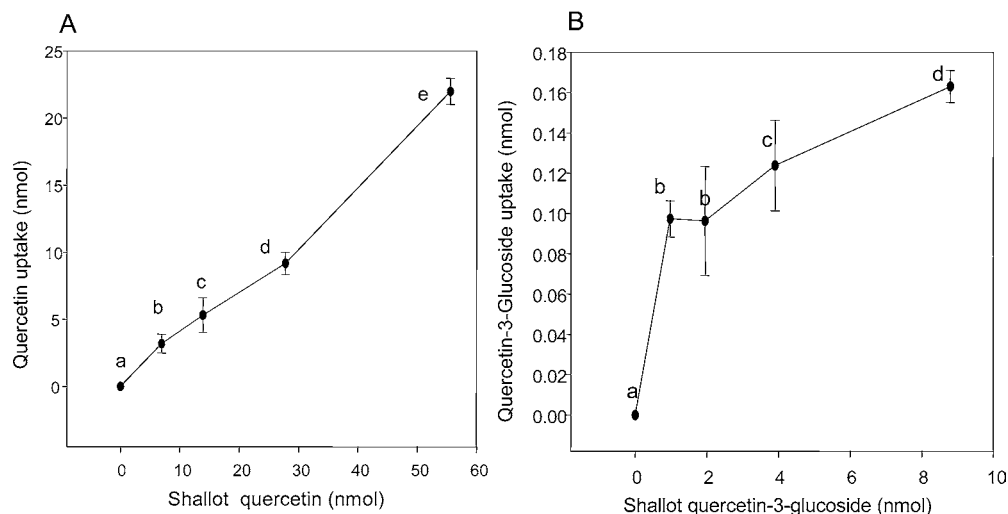 A
25
20
15
10
5
0
Quercetin uptake (nmol)
a
b
c
d
e
0 10 20 30 40 50 60
Shallot quercetin (nmol)
B
0.18
0.16
0.14
0.12
0.10
0.08
0.06
0.04
0.02
0.00
Quercetin-3-Glucoside uptake (nmol)
a
b
b
c
d
0 2 4 6 8 10
Shallot quercetin-3-glucoside (nmol)